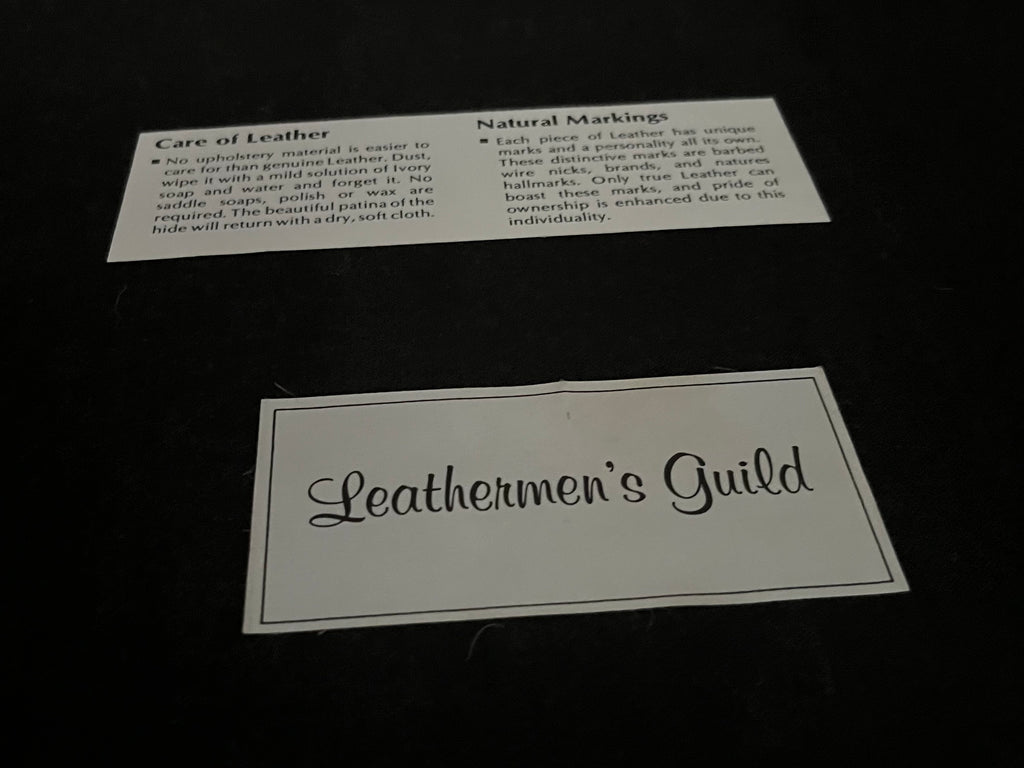 Care of Leather
▪ No upholstery material is easier to
care for than genuine Leather. Dust,
wipe it with a mild solution of Ivory
soap and water and forget it. No
saddle soaps, polish or wax are
required. The beautiful patina of the
hide will return with a dry, soft cloth.
Natural Markings
▪ Each piece of Leather has unique
marks and a personality all its own.
These distinctive marks are barbed
wire nicks, brands, and natures
hallmarks. Only true Leather can
boast these marks, and pride of
ownership is enhanced due to this
individuality.
Leathermen's Guild